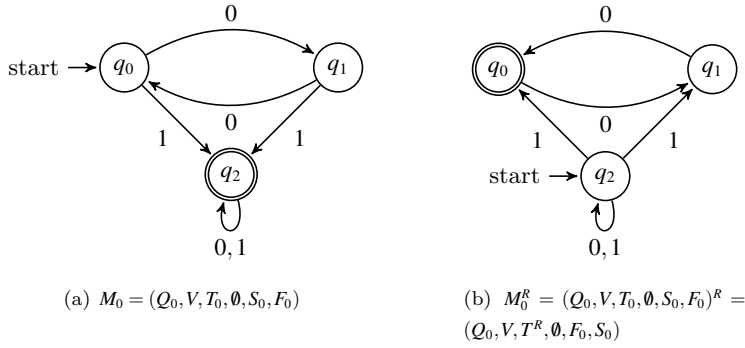 0 0
start q0 q1 q0 q1
0 0
1 1 1 1
q2 start q2
0,1 0,1
(a) M0 = (Q0,V,T0,∅,S0,F0) (b) M0^R = (Q0,V,T0,∅,S0,F0)^R =
(Q0,V,T^R,∅,F0,S0)